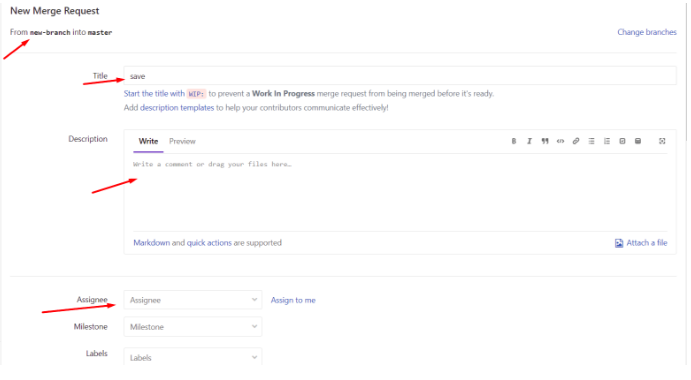 New Merge Request
From new-branch into master
Change branches
Title
save
Start the title with WIP: to prevent a Work In Progress merge request from being merged before it's ready.
Add description templates to help your contributors communicate effectively!
Description
Write Preview
Write a comment or drag your files here…
Markdown and quick actions are supported
Attach a file
Assignee
Assignee
Assign to me
Milestone
Milestone
Labels
Labels